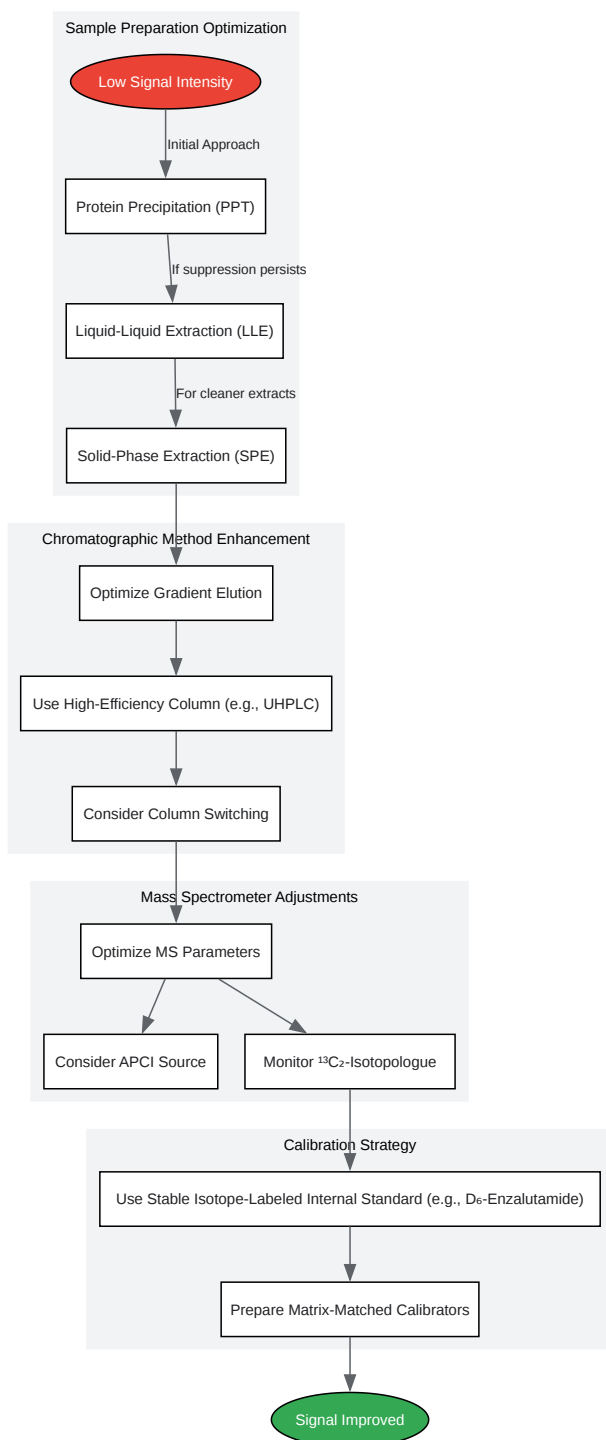 Sample Preparation Optimization
Low Signal Intensity
Initial Approach
Protein Precipitation (PPT)
If suppression persists
Liquid-Liquid Extraction (LLE)
For cleaner extracts
Solid-Phase Extraction (SPE)
Chromatographic Method Enhancement
Optimize Gradient Elution
Use High-Efficiency Column (e.g., UHPLC)
Consider Column Switching
Mass Spectrometer Adjustments
Optimize MS Parameters
Consider APCI Source
Monitor ¹³C₂-Isotopologue
Calibration Strategy
Use Stable Isotope-Labeled Internal Standard (e.g., D₆-Enzalutamide)
Prepare Matrix-Matched Calibrators
Signal Improved